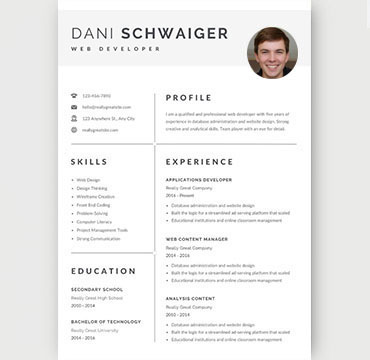 DANI SCHWAIGER
WEB DEVELOPER
123-456-7890
hello@reallygreatsite.com
123 Anywhere St., Any City
reallygreatsite.com
PROFILE
I am a qualified and professional web developer with five years of
experience in database administration and website design. Strong
creative and analytical skills. Team player with an eye for detail.
SKILLS
• Web Design
• Design Thinking
• Wireframe Creation
• Front End Coding
• Problem-Solving
• Computer Literacy
• Project Management Tools
• Strong Communication
EDUCATION
SECONDARY SCHOOL
Really Great High School
2010 - 2014
BACHELOR OF TECHNOLOGY
Really Great University
2014 - 2016
EXPERIENCE
APPLICATIONS DEVELOPER
Really Great Company
2016 - Present
• Database administration and website design
• Built the logic for a streamlined ad-serving platform that scaled
• Educational institutions and online classroom management
WEB CONTENT MANAGER
Really Great Company
2014 - 2016
• Database administration and website design
• Built the logic for a streamlined ad-serving platform that scaled
• Educational institutions and online classroom management
ANALYSIS CONTENT
Really Great Company
2010 - 2014
• Database administration and website design
• Built the logic for a streamlined ad-serving platform that scaled
• Educational institutions and online classroom